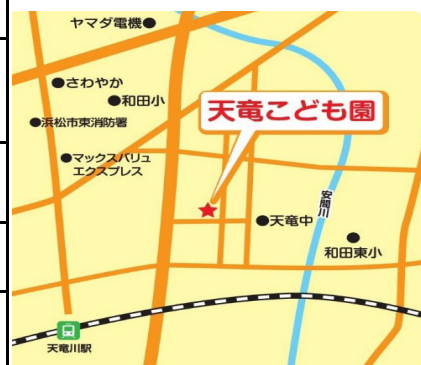 ヤマダ電機
さわやか
和田小
天竜こども園
浜松市東消防署
マックスバリュ
エクスプレス
安間川
天竜中
和田東小
天竜川駅